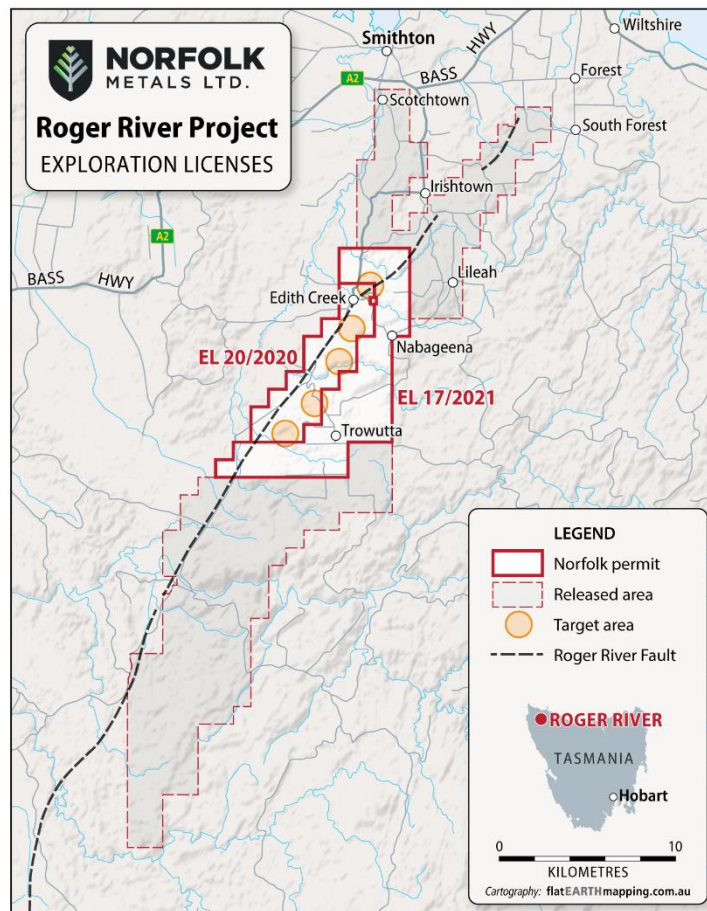 NORFOLK
METALS LTD.
Roger River Project
EXPLORATION LICENSES
Smithton
Wiltshire
HWY
BASS
A2
Forest
Scotchtown
South Forest
Irishtown
A2
BASS HWY
Lileah
Edith Creek
Nabageena
EL 20/2020
EL 17/2021
Trowutta
LEGEND
Norfolk permit
Released area
Target area
Roger River Fault
ROGER RIVER
TASMANIA
Hobart
0 10
KILOMETRES
Cartography: flatEARTHmapping.com.au